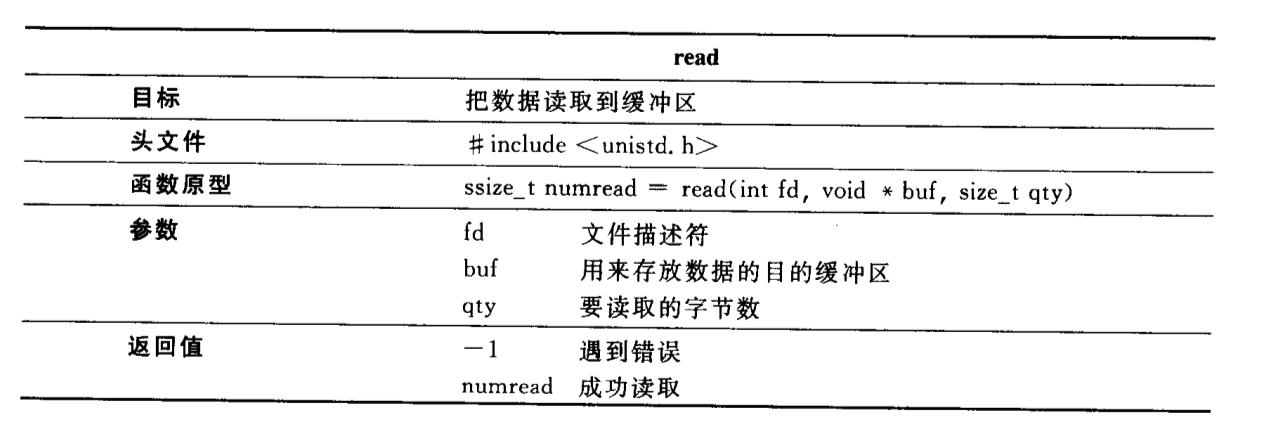 read
目标 把数据读取到缓冲区
头文件 #include <unistd.h>
函数原型 ssize_t numread = read(int fd, void * buf, size_t qty)
参数 fd 文件描述符
buf 用来存放数据的目的缓冲区
qty 要读取的字节数
返回值 -1 遇到错误
numread 成功读取